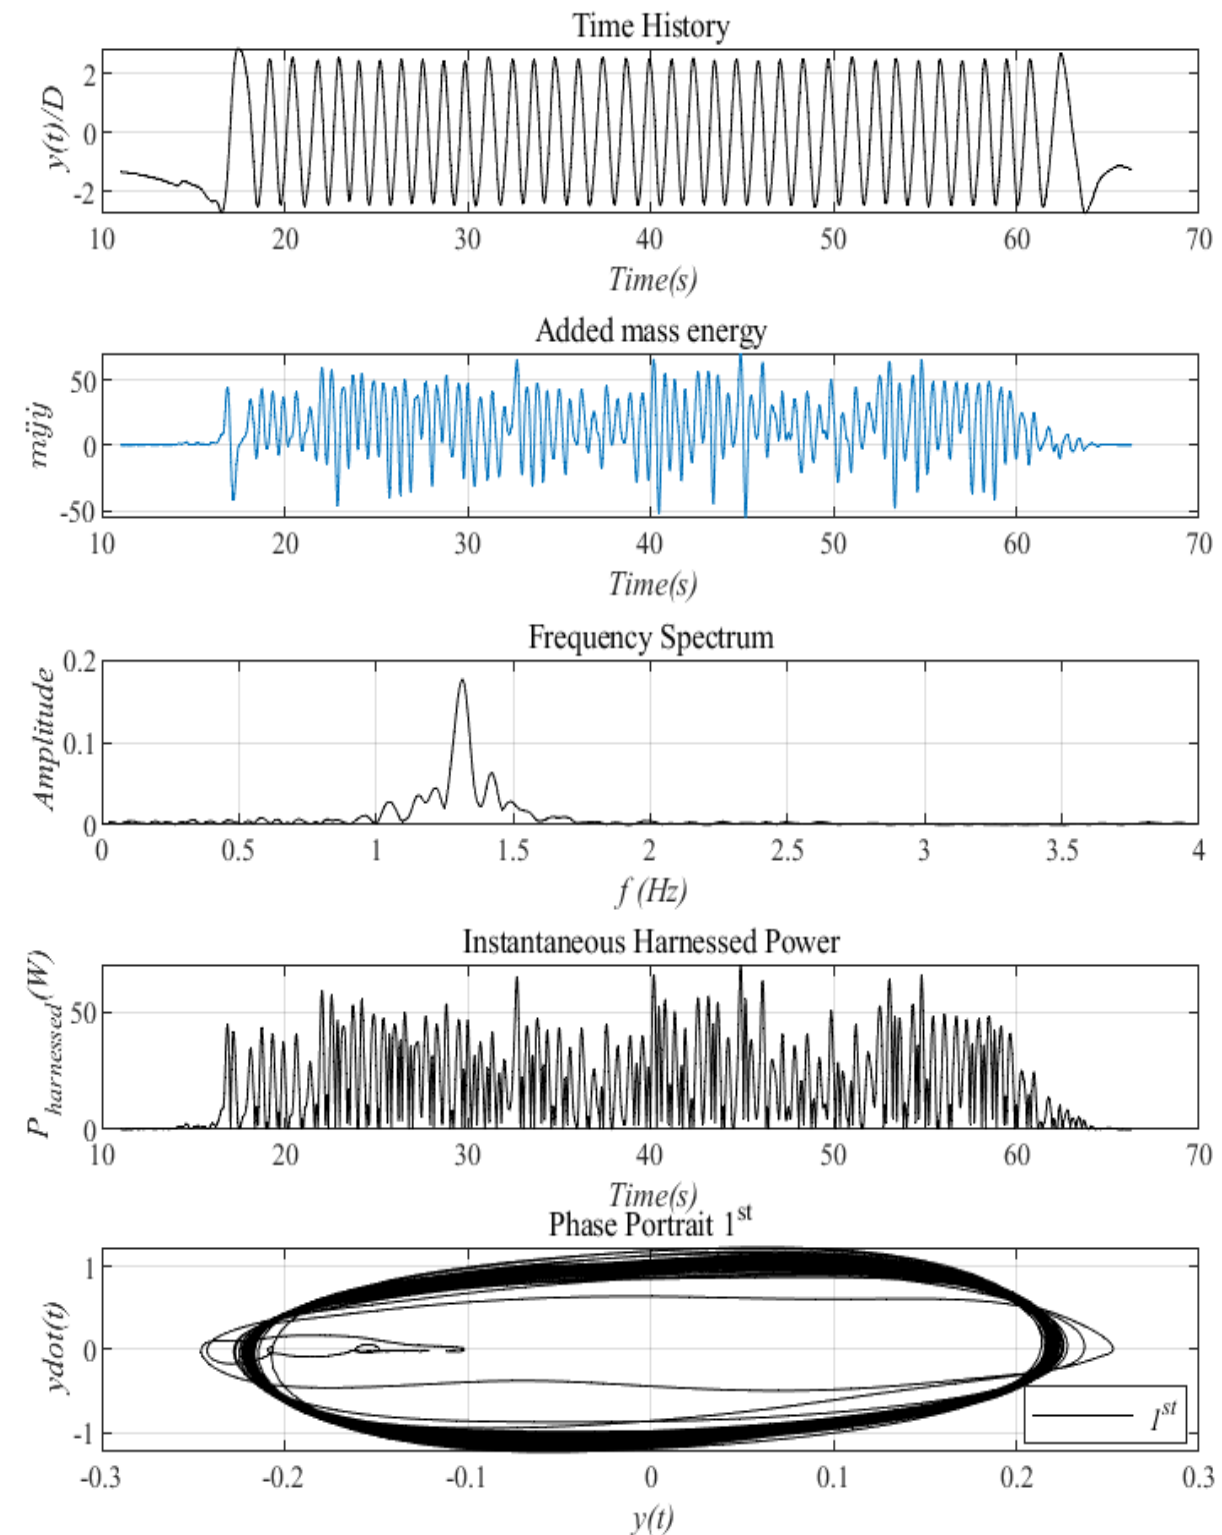 Time History
y(t)/D
2
0
-2
10 20 30 40 50 60 70
Time(s)
Added mass energy
mÿẏ
50
0
-50
10 20 30 40 50 60 70
Time(s)
Frequency Spectrum
Amplitude
0.2
0.1
0
0 0.5 1 1.5 2 2.5 3 3.5 4
f (Hz)
Instantaneous Harnessed Power
P harnessed(W)
50
0
10 20 30 40 50 60 70
Time(s)
Phase Portrait 1st
ydot(t)
1
0
-1
1st
-0.3 -0.2 -0.1 0 0.1 0.2 0.3
y(t)